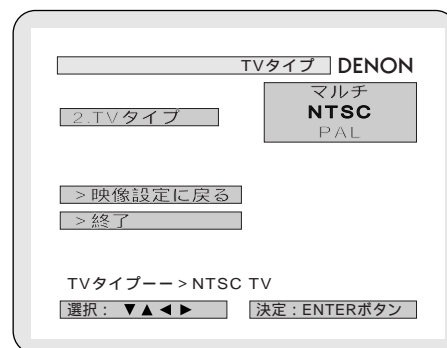 TVタイプ DENON
マルチ
2.TVタイプ NTSC
PAL
>映像設定に戻る
>終了
TVタイプーー>NTSC TV
選択：▼▲◀▶ 決定：ENTERボタン